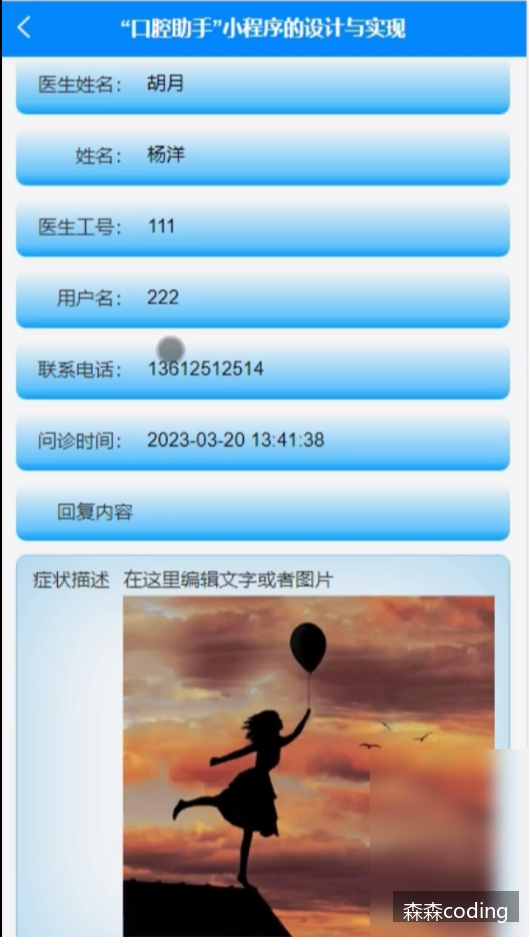 “口腔助手”小程序的设计与实现
医生姓名： 胡月
姓名： 杨洋
医生工号： 111
用户名： 222
联系电话： 13612512514
问诊时间： 2023-03-20 13:41:38
回复内容
症状描述 在这里编辑文字或者图片
森森coding